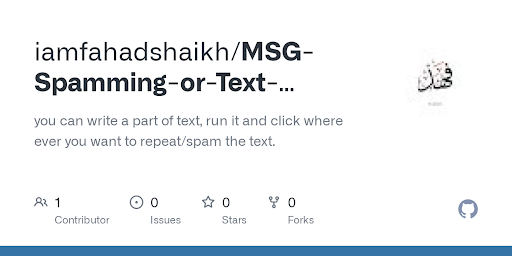 iamfahadshaikh/MSG-
Spamming-or-Text-...
you can write a part of text, run it and click where
ever you want to repeat/spam the text.
1
Contributor
0
Issues
0
Stars
0
Forks